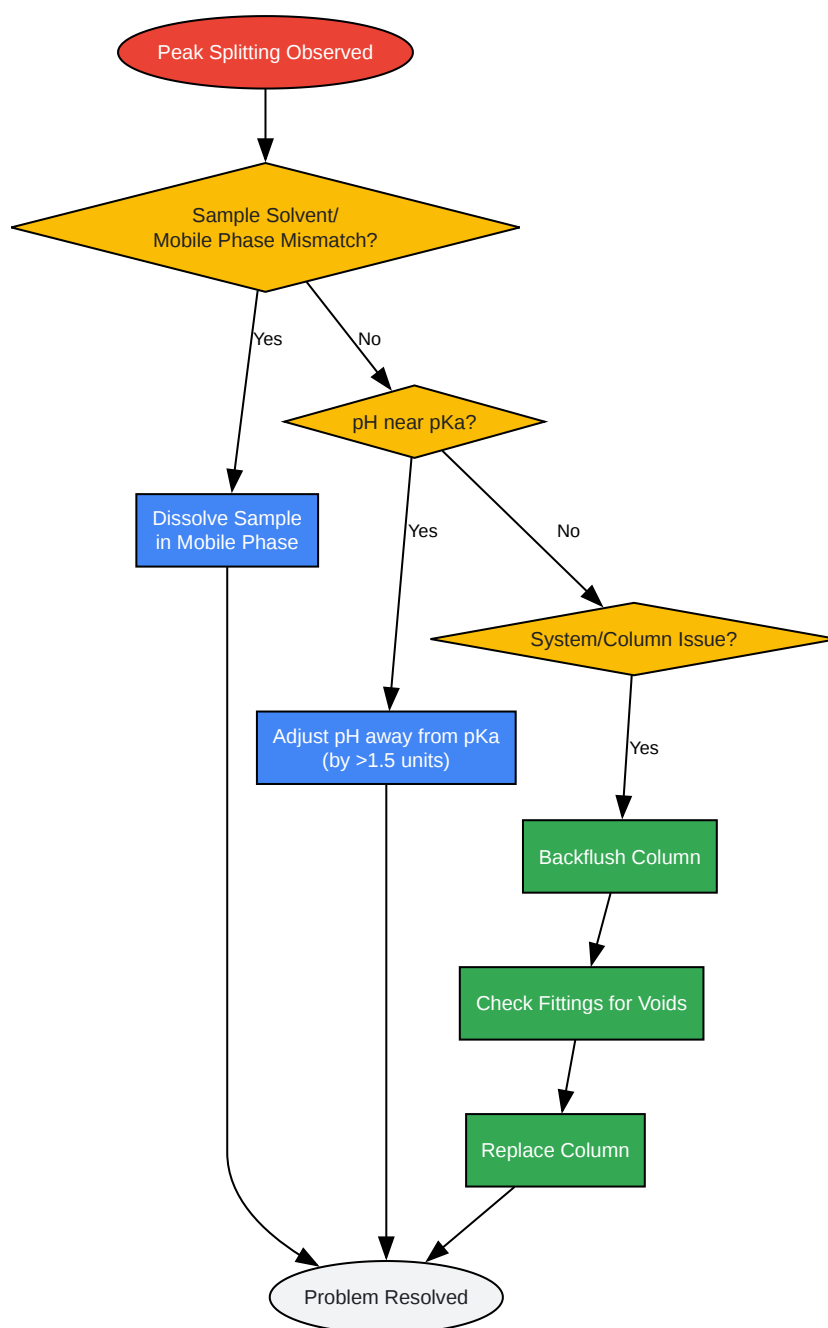 Peak Splitting Observed
Sample Solvent/
Mobile Phase Mismatch?
Yes
No
pH near pKa?
Dissolve Sample
in Mobile Phase
Yes
No
System/Column Issue?
Adjust pH away from pKa
(by >1.5 units)
Yes
Backflush Column
Check Fittings for Voids
Replace Column
Problem Resolved